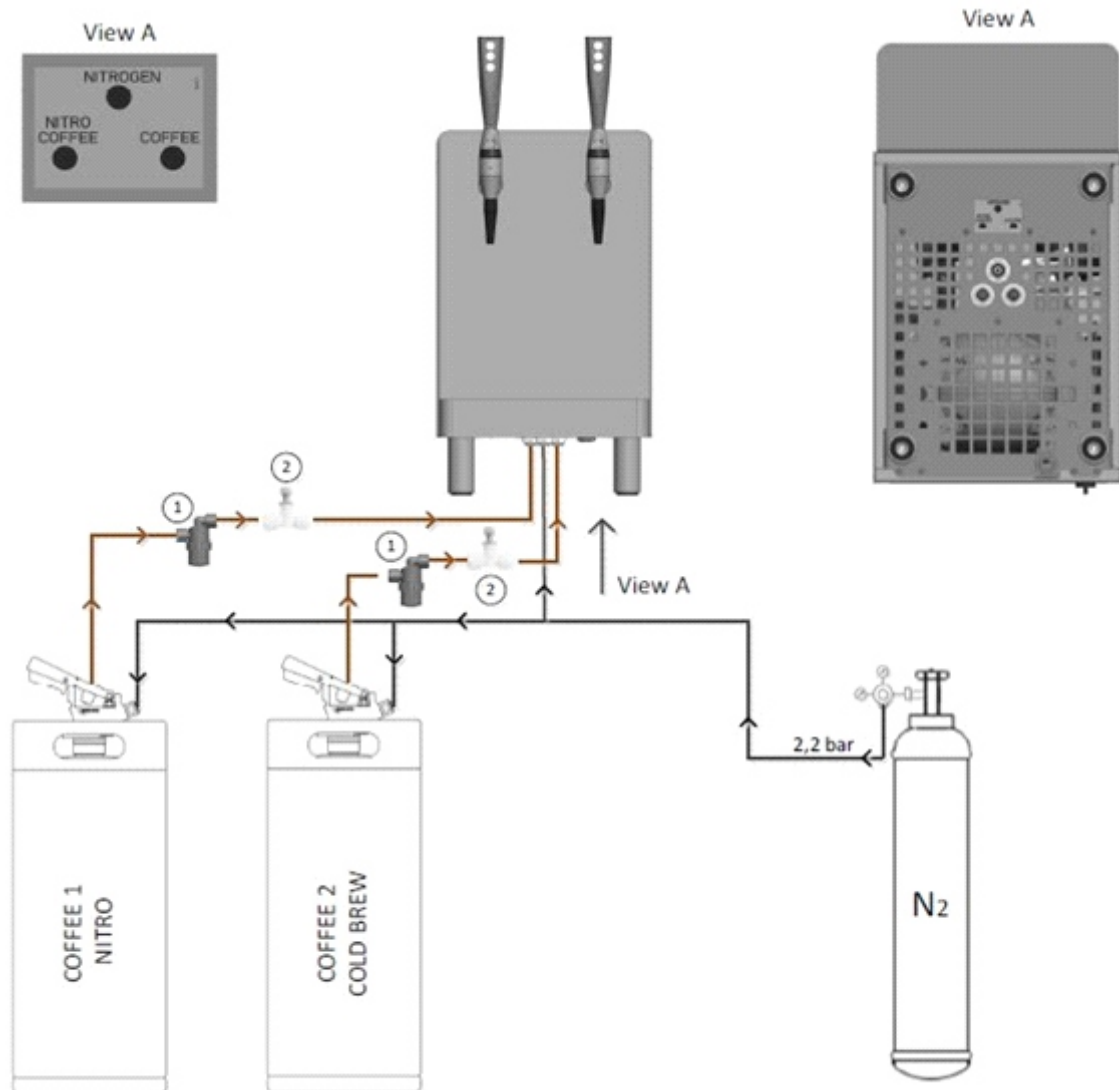 View A
NITROGEN
NITRO
COFFEE
COFFEE
View A
2
1
1
2
View A
2,2 bar
COFFEE 1
NITRO
COFFEE 2
COLD BREW
N2